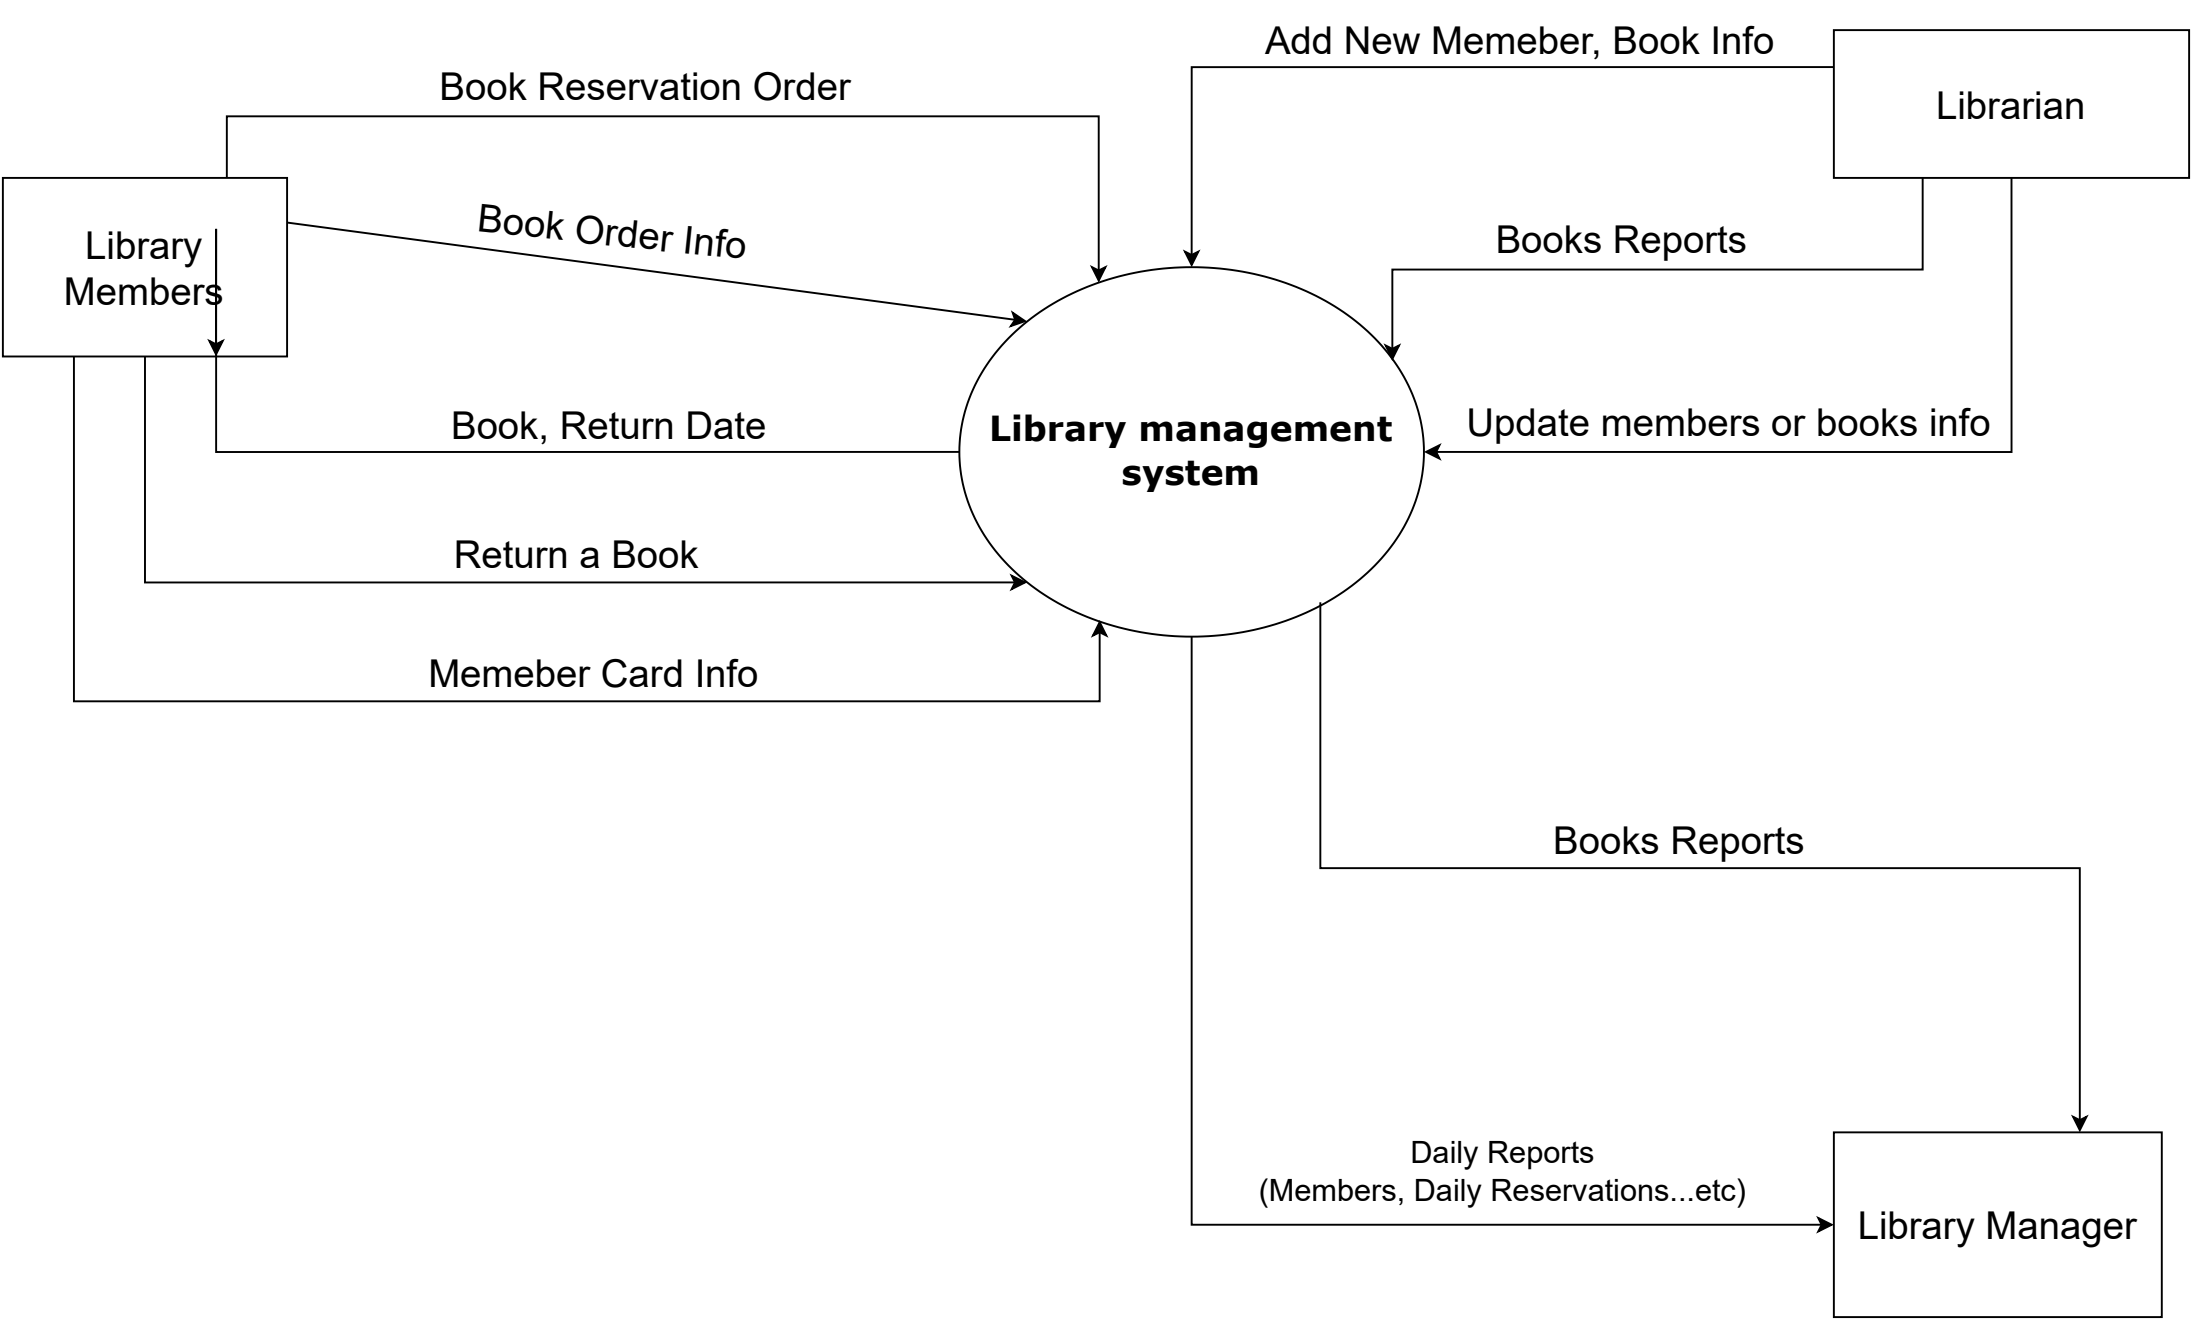 Add New Memeber, Book Info
Librarian
Book Reservation Order
Book Order Info
Books Reports
Library
Members
Book, Return Date
Library management
system
Update members or books info
Return a Book
Memeber Card Info
Books Reports
Daily Reports
(Members, Daily Reservations...etc)
Library Manager